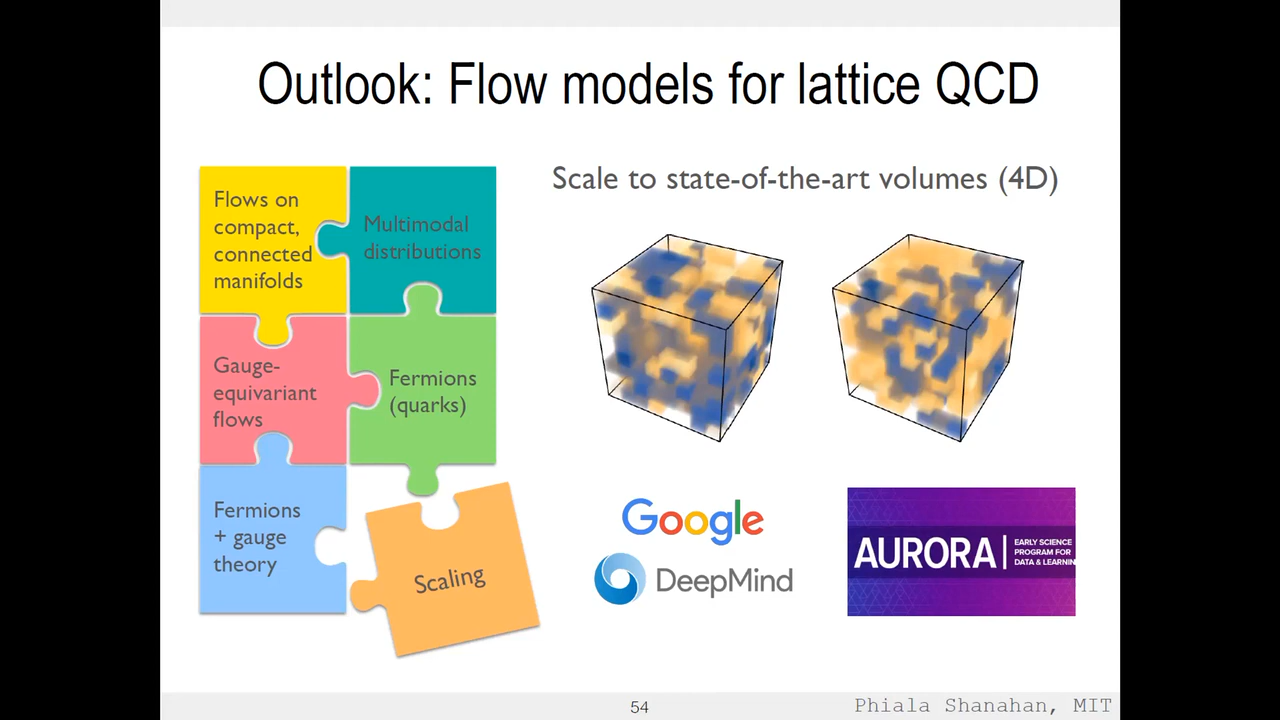 Outlook: Flow models for lattice QCD
Flows on
compact,
connected
manifolds
Multimodal
distributions
Gauge-
equivariant
flows
Fermions
(quarks)
Fermions
+ gauge
theory
Scaling
Scale to state-of-the-art volumes (4D)
Google
DeepMind
AURORA
EARLY SCIENCE
PROGRAM FOR
DATA & LEARNIN
54
Phiala Shanahan, MIT